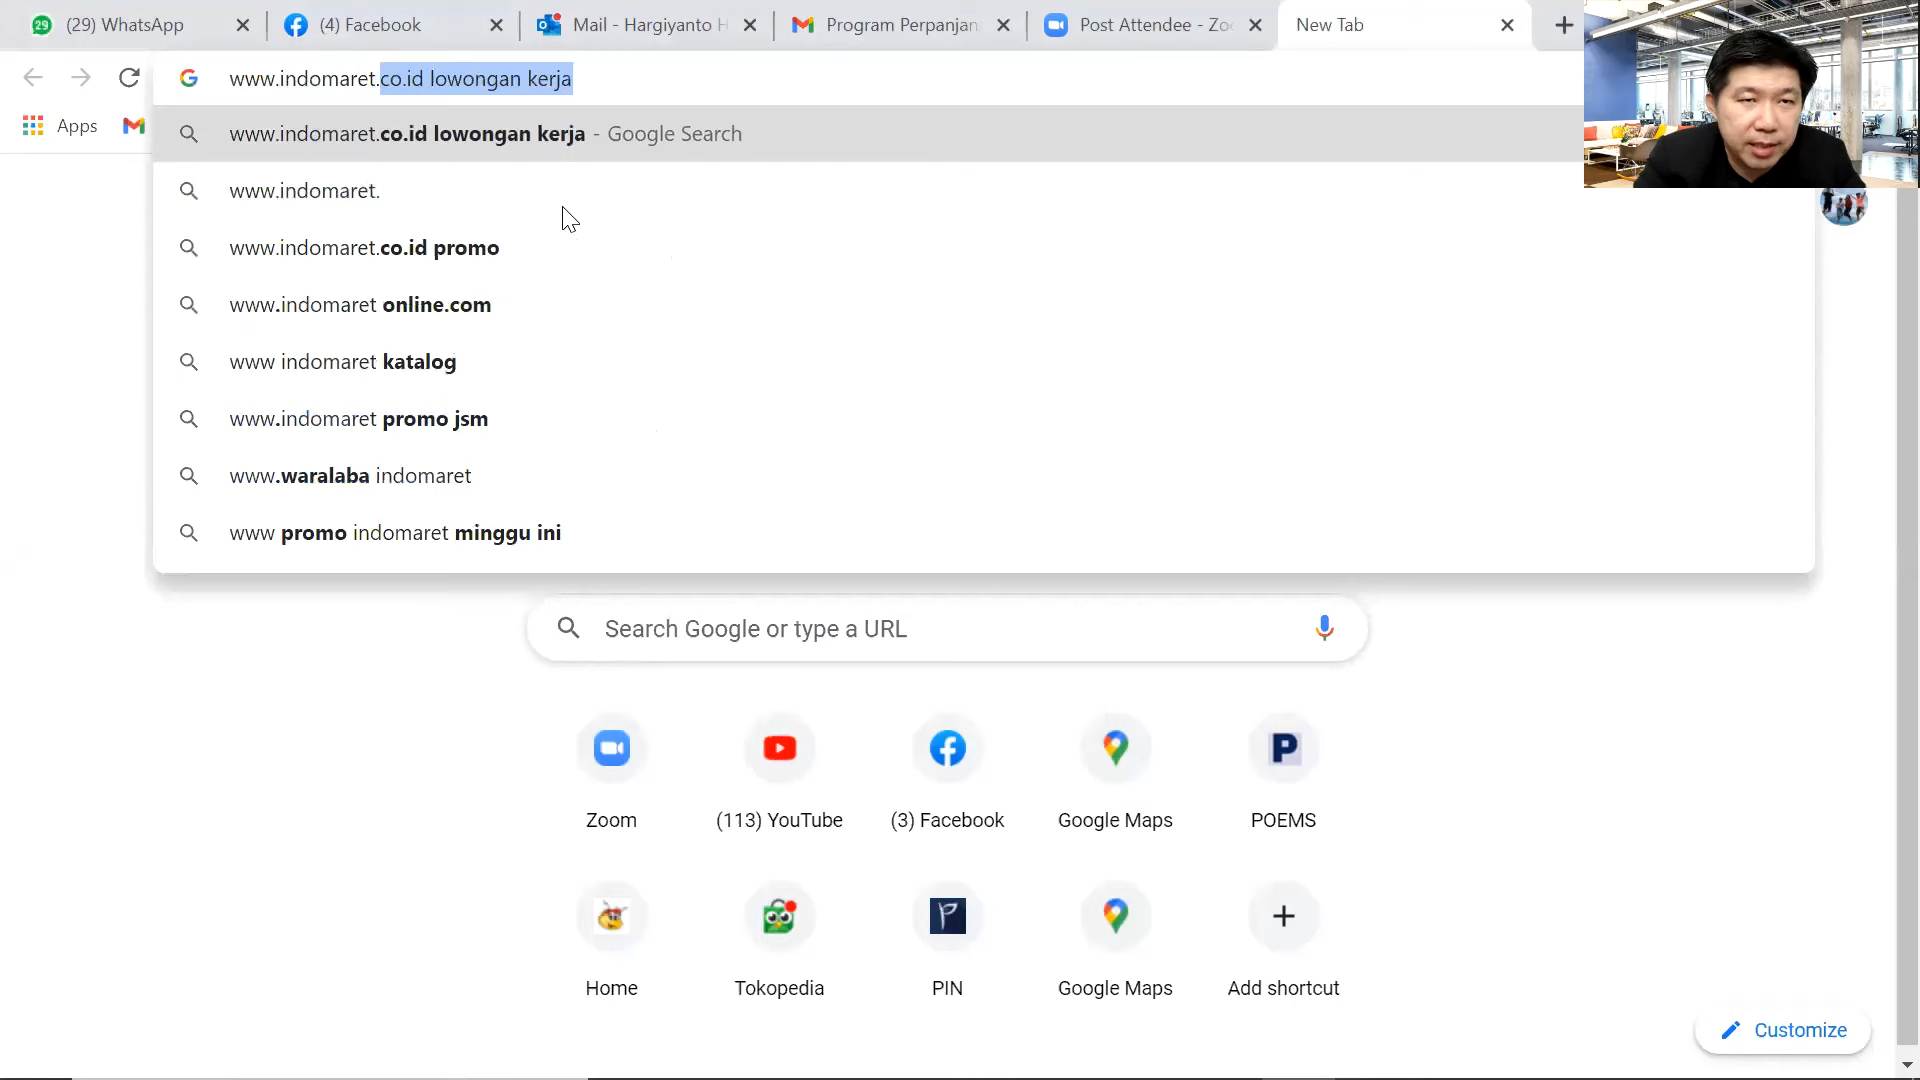 29
(29) WhatsApp
(4) Facebook
Mail - Hargiyanto H
Program Perpanjan
Post Attendee - Zo
New Tab
www.indomaret.co.id lowongan kerja
Apps
www.indomaret.co.id lowongan kerja - Google Search
www.indomaret.
www.indomaret.co.id promo
www.indomaret online.com
www indomaret katalog
www.indomaret promo jsm
www.waralaba indomaret
www promo indomaret minggu ini
Search Google or type a URL
Zoom
(113) YouTube
(3) Facebook
Google Maps
P
POEMS
Home
Tokopedia
PIN
Google Maps
Add shortcut
Customize